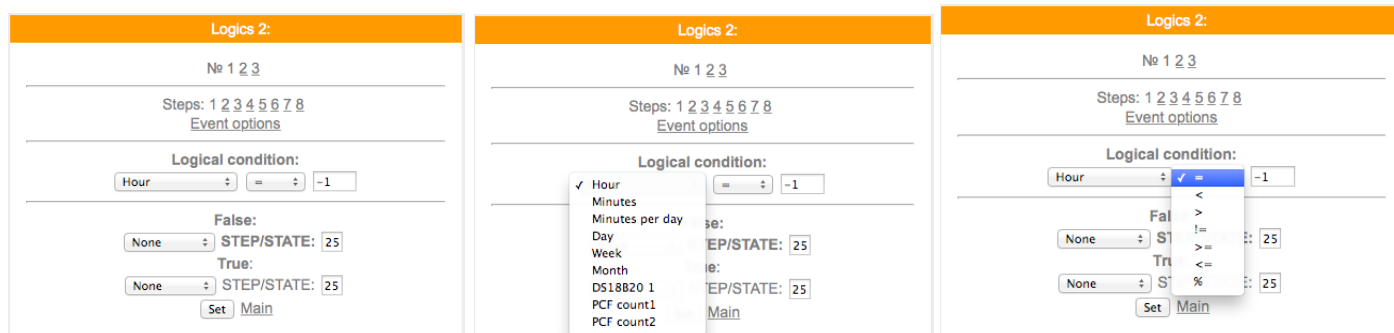 Logics 2:
№ 1 2 3
Steps: 1 2 3 4 5 6 7 8
Event options
Logical condition:
Hour = -1
False:
None STEP/STATE: 25
True:
None STEP/STATE: 25
Set Main
Logics 2:
№ 1 2 3
Steps: 1 2 3 4 5 6 7 8
Event options
Logical condition:
✓ Hour = -1
Minutes
Minutes per day
Day
Week
Month
DS18B20 1
PCF count1
PCF count2
se:
STEP/STATE: 25
e:
TEP/STATE: 25
Main
Logics 2:
№ 1 2 3
Steps: 1 2 3 4 5 6 7 8
Event options
Logical condition:
Hour ✓ = -1
<
>
!=
>=
<=
%
Fal
None ST E: 25
Tru
None S E: 25
Set Main